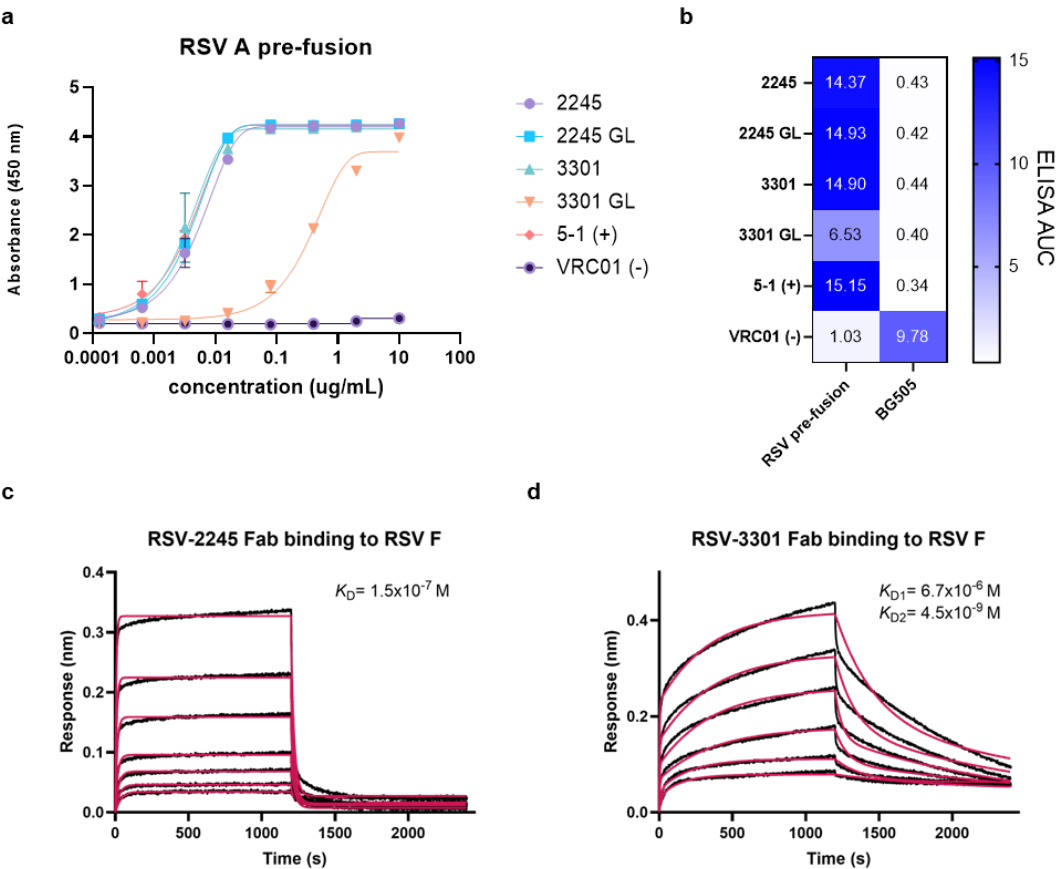 a
RSV A pre-fusion
Absorbance (450 nm)
5
4
3
2
1
0
0.0001
0.001
0.01
0.1
1
10
100
concentration (ug/mL)
2245
2245 GL
3301
3301 GL
5-1 (+)
VRC01 (-)
b
2245
14.37
0.43
2245 GL
14.93
0.42
3301
14.90
0.44
3301 GL
6.53
0.40
5-1 (+)
15.15
0.34
VRC01 (-)
1.03
9.78
RSV pre-fusion
BG505
15
10
5
ELISA AUC
c
RSV-2245 Fab binding to RSV F
KD= 1.5x10-7 M
Response (nm)
0.4
0.3
0.2
0.1
0.0
0
500
1000
1500
2000
Time (s)
d
RSV-3301 Fab binding to RSV F
KD1= 6.7x10-6 M
KD2= 4.5x10-9 M
Response (nm)
0.4
0.2
0.0
0
500
1000
1500
2000
Time (s)